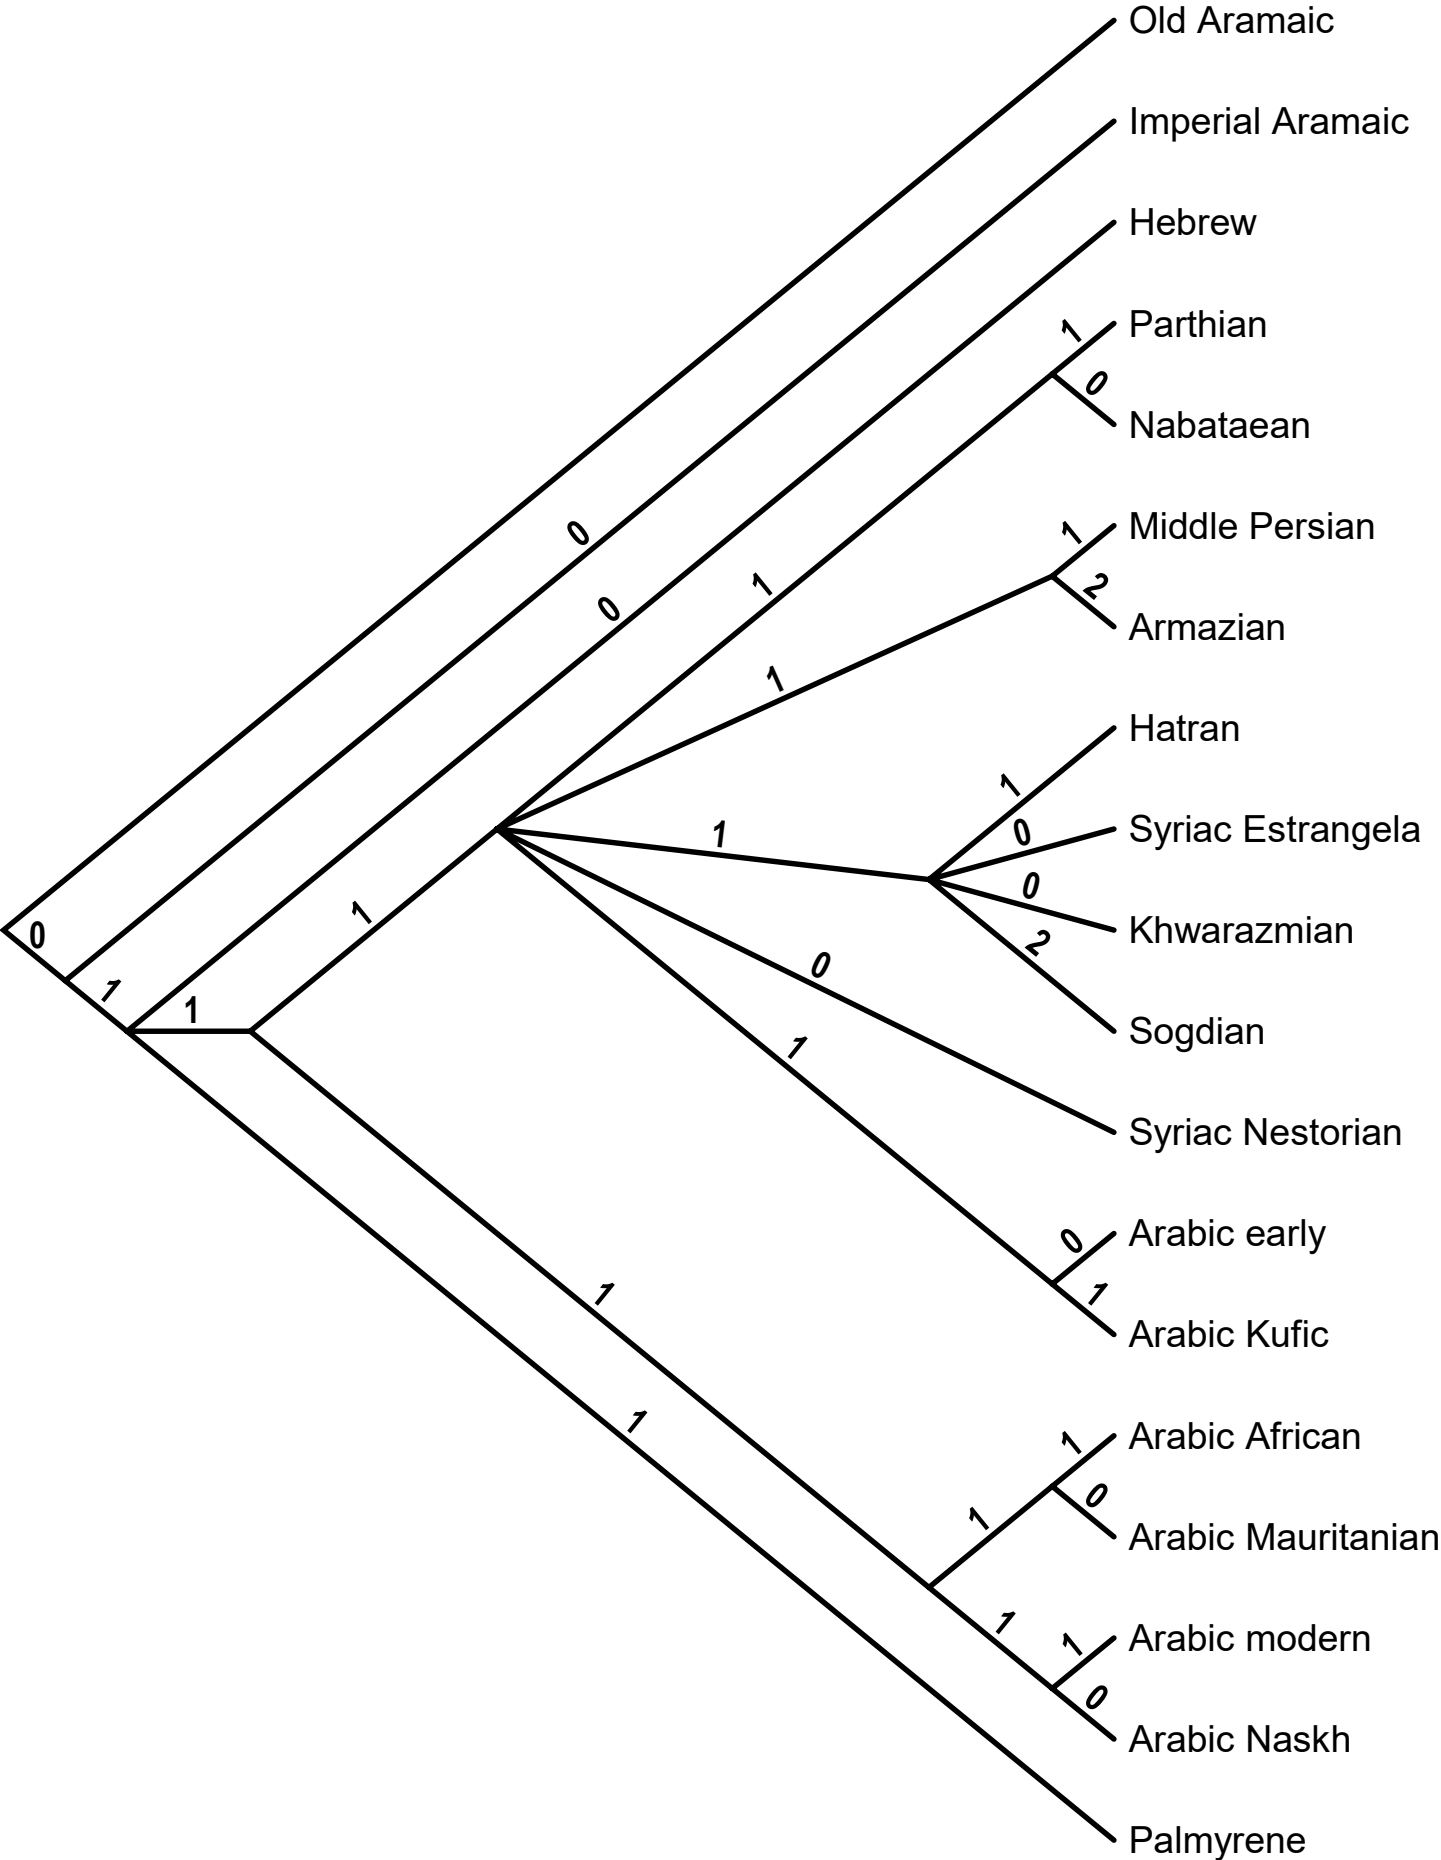 Old Aramaic
Imperial Aramaic
Hebrew
1 Parthian
0 Nabataean
1 Middle Persian
0
2
1
0 Armazian
1
Hatran
1
1 0 Syriac Estrangela
0
1
0 Khwarazmian
2
0
1
1 Sogdian
1
Syriac Nestorian
0 Arabic early
1
1 Arabic Kufic
1
1 Arabic African
0
1 Arabic Mauritanian
1
1 Arabic modern
0
Arabic Naskh
Palmyrene